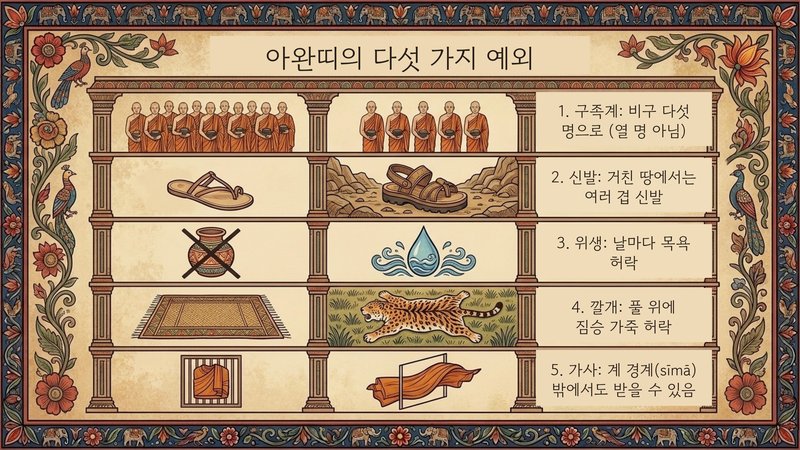 아완띠의 다섯 가지 예외
1. 구족계: 비구 다섯
명으로 (열 명 아님)
2. 신발: 거친 땅에서는
여러 겹 신발
3. 위생: 날마다 목욕
허락
4. 깔개: 풀 위에
짐승 가죽 허락
5. 가사: 계 경계(sīmā)
밖에서도 받을 수 있음